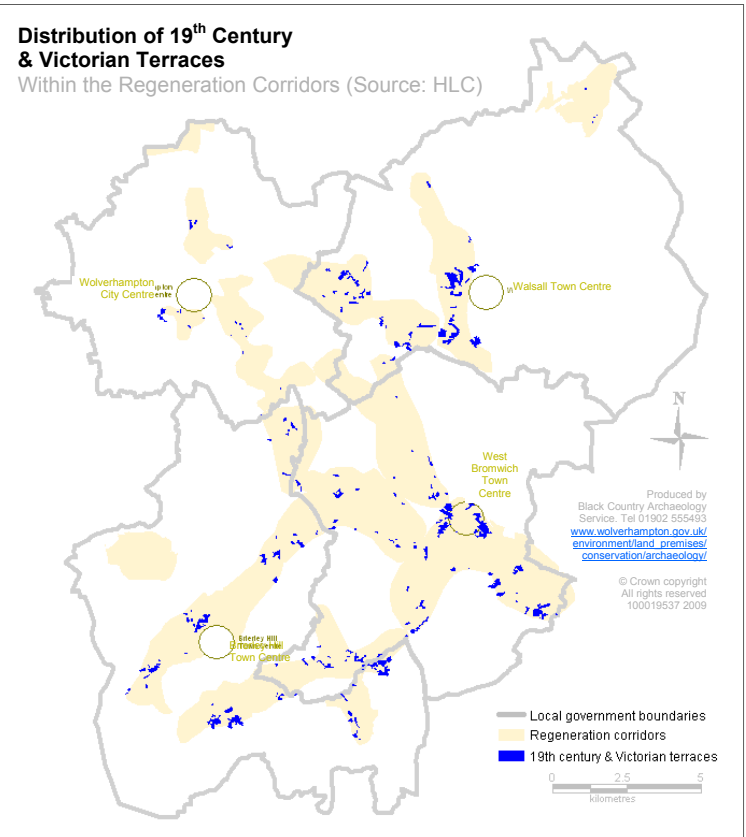 Distribution of 19th Century
& Victorian Terraces
Within the Regeneration Corridors (Source: HLC)
Wolverhampton
City Centre
Walsall Town Centre
N
West
Bromwich
Town
Centre
Produced by
Black Country Archaeology
Service. Tel 01902 555493
www.wolverhampton.gov.uk/
environment/land_premises/
conservation/archaeology/
© Crown copyright
All rights reserved
100019537 2009
Brierley Hill
Town Centre
Town Centre
Local government boundaries
Regeneration corridors
19th century & Victorian terraces
0 2.5 5
kilometres